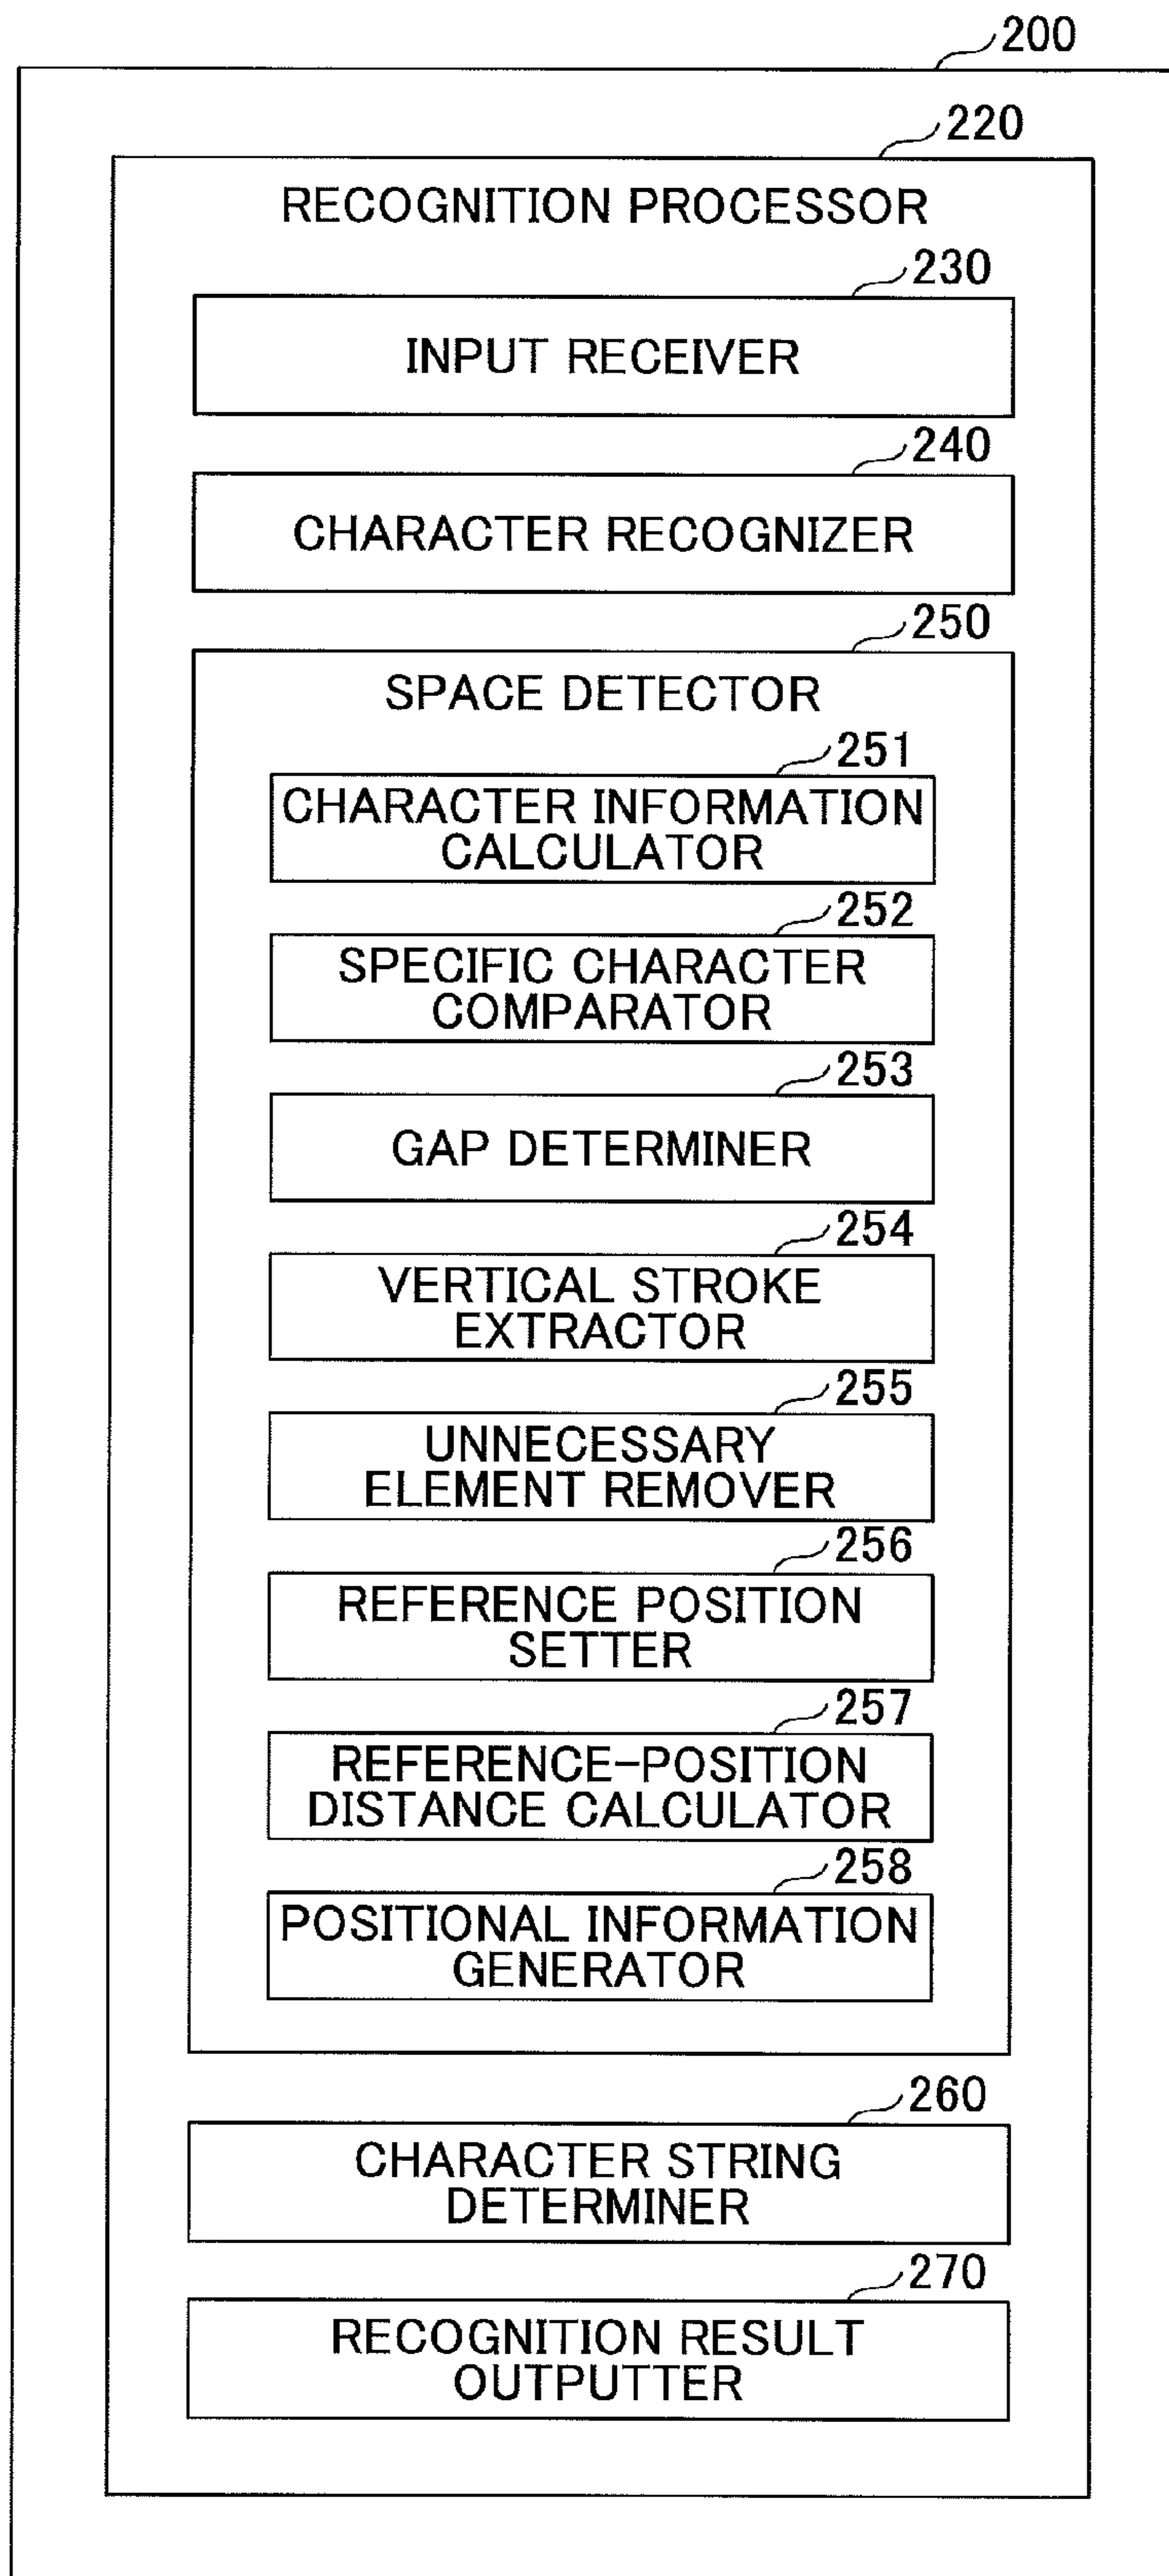 200
220
RECOGNITION PROCESSOR
230
INPUT RECEIVER
240
CHARACTER RECOGNIZER
250
SPACE DETECTOR
251
CHARACTER INFORMATION
CALCULATOR
252
SPECIFIC CHARACTER
COMPARATOR
253
GAP DETERMINER
254
VERTICAL STROKE
EXTRACTOR
255
UNNECESSARY
ELEMENT REMOVER
256
REFERENCE POSITION
SETTER
257
REFERENCE-POSITION
DISTANCE CALCULATOR
258
POSITIONAL INFORMATION
GENERATOR
260
CHARACTER STRING
DETERMINER
270
RECOGNITION RESULT
OUTPUTTER